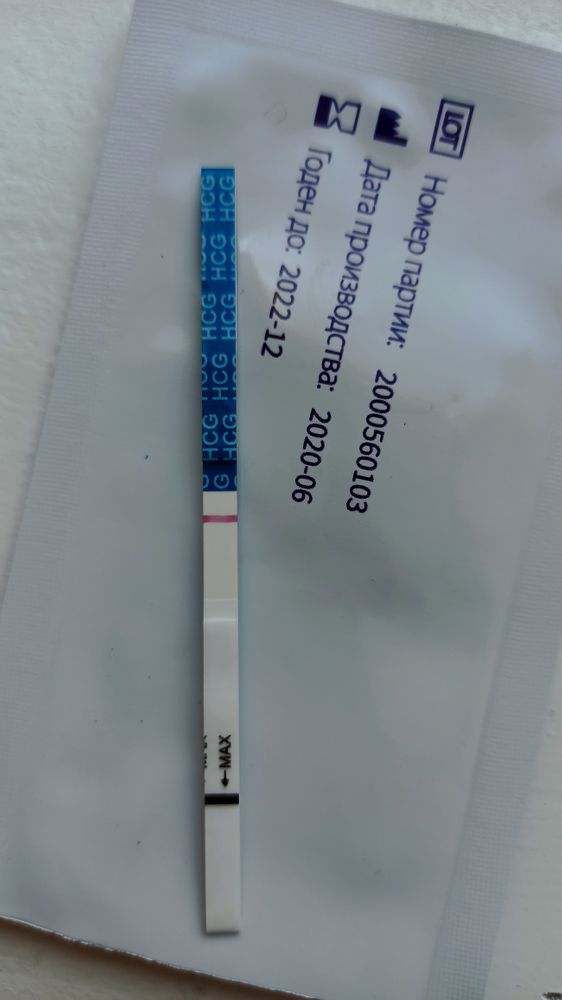 LOT Номер партии: 2000560103
Дата производства: 2020-06
Годен до: 2022-12
HCG HCG HCG HCG HCG
HCG HCG HCG HCG HCG
←MAX